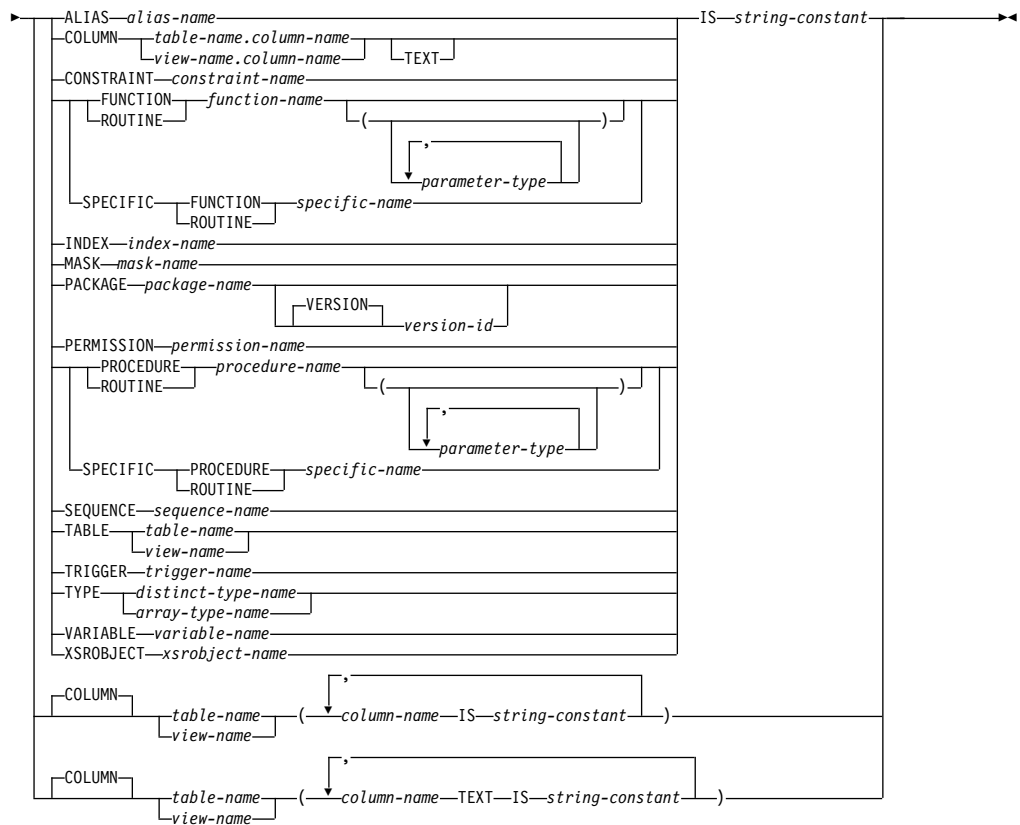 ALIAS alias-name IS string-constant
COLUMN table-name.column-name
view-name.column-name TEXT
CONSTRAINT constraint-name
FUNCTION function-name
ROUTINE ( )
,
parameter-type
SPECIFIC FUNCTION specific-name
ROUTINE
INDEX index-name
MASK mask-name
PACKAGE package-name
VERSION
version-id
PERMISSION permission-name
PROCEDURE procedure-name
ROUTINE ( )
,
parameter-type
SPECIFIC PROCEDURE specific-name
ROUTINE
SEQUENCE sequence-name
TABLE table-name
view-name
TRIGGER trigger-name
TYPE distinct-type-name
array-type-name
VARIABLE variable-name
XSROBJECT xsrobject-name
,
COLUMN
table-name ( column-name IS string-constant )
view-name
,
COLUMN
table-name ( column-name TEXT IS string-constant )
view-name